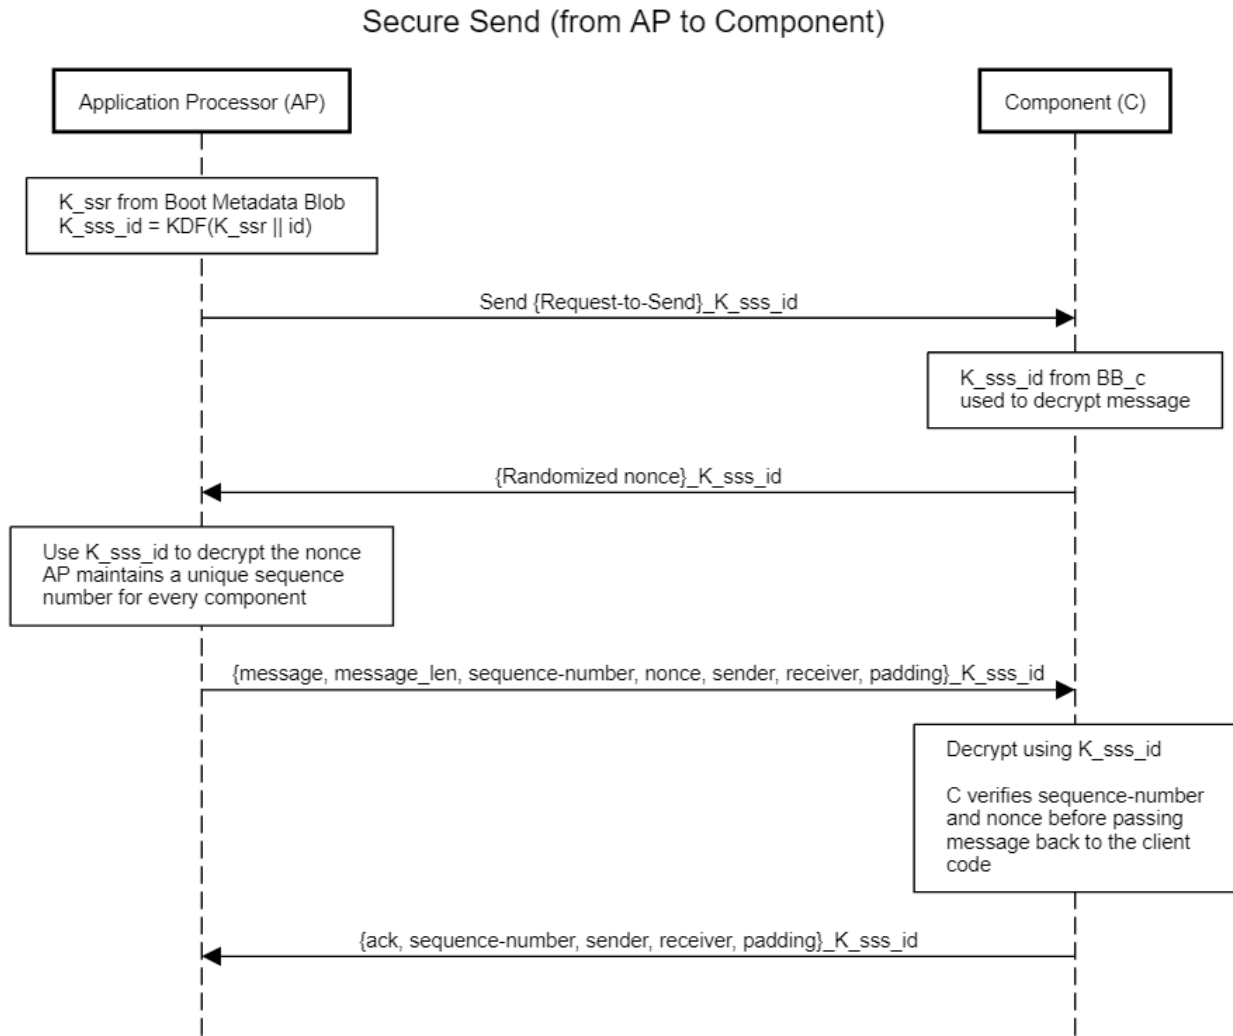 Secure Send (from AP to Component)
Application Processor (AP)
Component (C)
K_ssr from Boot Metadata Blob
K_sss_id = KDF(K_ssr || id)
Send {Request-to-Send}_K_sss_id
K_sss_id from BB_c
used to decrypt message
{Randomized nonce}_K_sss_id
Use K_sss_id to decrypt the nonce
AP maintains a unique sequence
number for every component
{message, message_len, sequence-number, nonce, sender, receiver, padding}_K_sss_id
Decrypt using K_sss_id
C verifies sequence-number
and nonce before passing
message back to the client
code
{ack, sequence-number, sender, receiver, padding}_K_sss_id